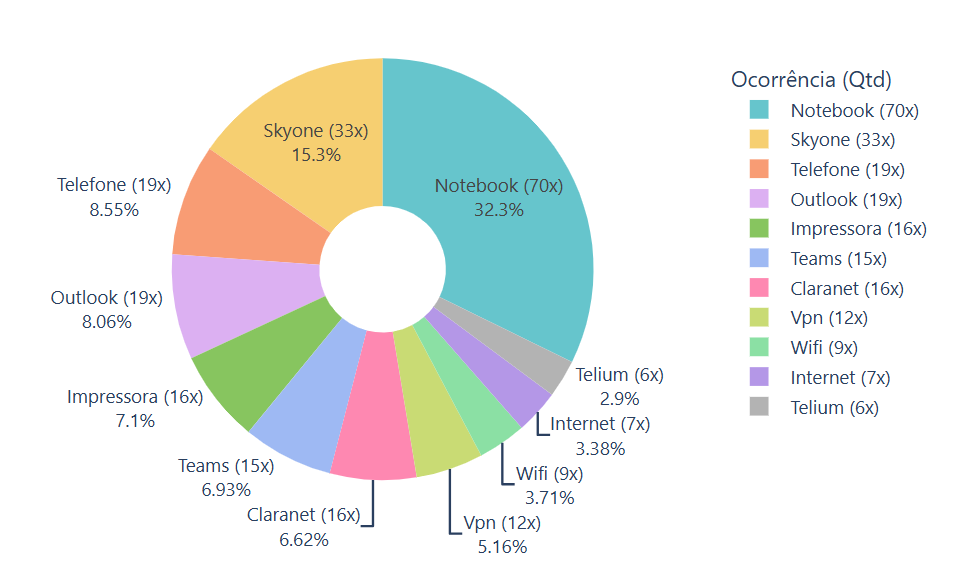 Skyone (33x)
15.3%
Notebook (70x)
32.3%
Telefone (19x)
8.55%
Outlook (19x)
8.06%
Impressora (16x)
7.1%
Teams (15x)
6.93%
Claranet (16x)
6.62%
Vpn (12x)
5.16%
Wifi (9x)
3.71%
Internet (7x)
3.38%
Telium (6x)
2.9%
Ocorrência (Qtd)
Notebook (70x)
Skyone (33x)
Telefone (19x)
Outlook (19x)
Impressora (16x)
Teams (15x)
Claranet (16x)
Vpn (12x)
Wifi (9x)
Internet (7x)
Telium (6x)